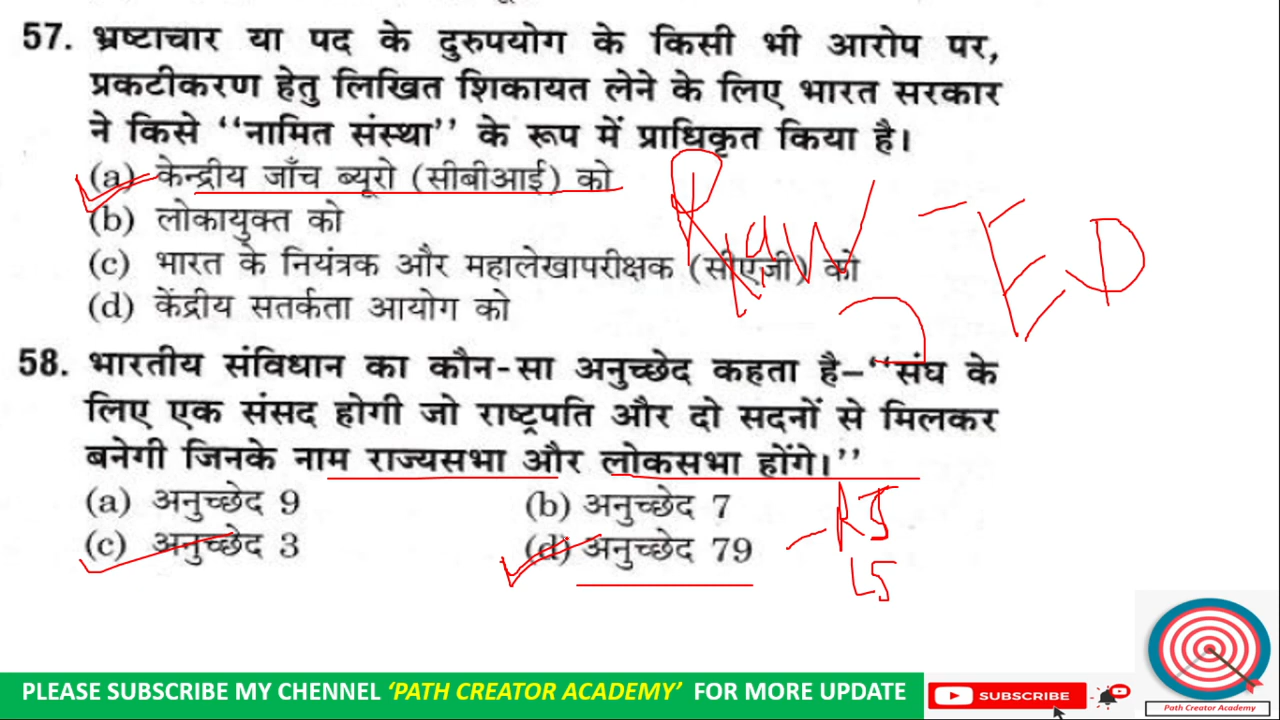 57. भ्रष्टाचार या पद के दुरुपयोग के किसी भी आरोप पर,
प्रकटीकरण हेतु लिखित शिकायत लेने के लिए भारत सरकार
ने किसे ‘‘नामित संस्था’’ के रूप में प्राधिकृत किया है।
(a) केन्द्रीय जाँच ब्यूरो (सीबीआई) को
(b) लोकायुक्त को
(c) भारत के नियंत्रक और महालेखापरीक्षक (सीएजी) को
(d) केंद्रीय सतर्कता आयोग को
Raw
ED
58. भारतीय संविधान का कौन-सा अनुच्छेद कहता है–‘‘संघ के
लिए एक संसद होगी जो राष्ट्रपति और दो सदनों से मिलकर
बनेगी जिनके नाम राज्यसभा और लोकसभा होंगे।’’
(a) अनुच्छेद 9 (b) अनुच्छेद 7
(c) अनुच्छेद 3 (d) अनुच्छेद 79
LS
PLEASE SUBSCRIBE MY CHENNEL ‘PATH CREATOR ACADEMY’ FOR MORE UPDATE
SUBSCRIBE
Path Creator Academy